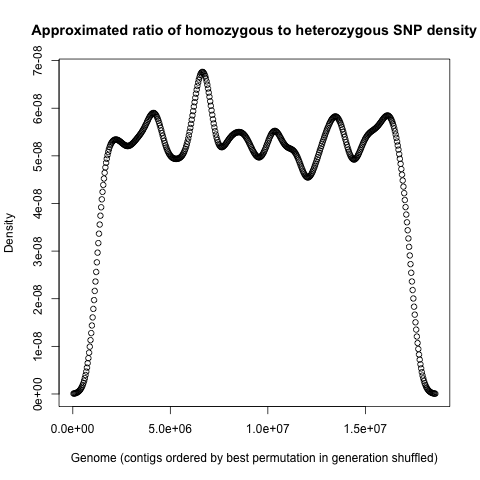 Approximated ratio of homozygous to heterozygous SNP density
7e-08
6e-08
5e-08
4e-08
3e-08
2e-08
1e-08
0e+00
Density
0.0e+00 5.0e+06 1.0e+07 1.5e+07
Genome (contigs ordered by best permutation in generation shuffled)